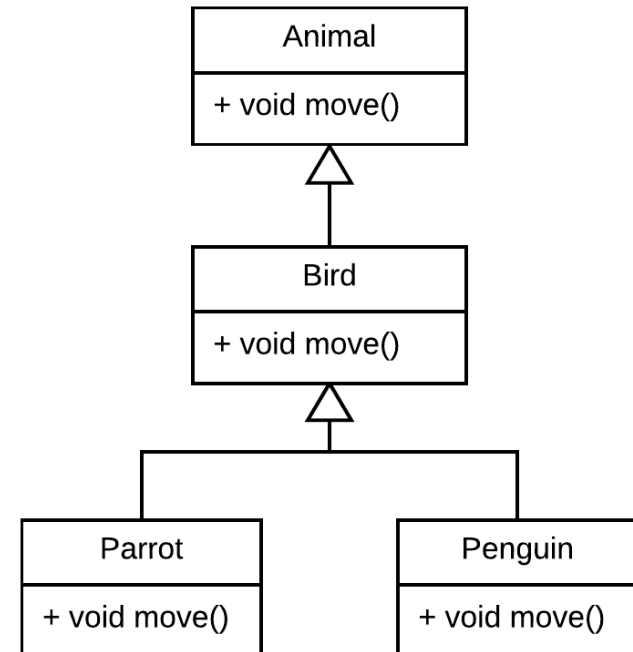 Animal
+ void move()
Bird
+ void move()
Parrot
+ void move()
Penguin
+ void move()